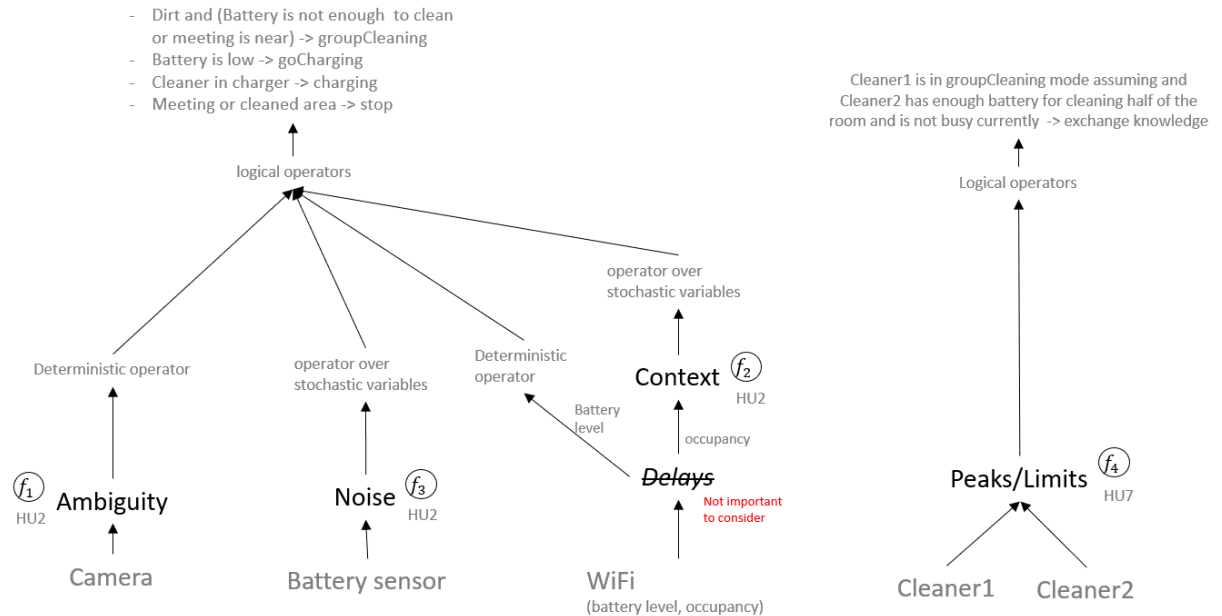 - Dirt and (Battery is not enough to clean
or meeting is near) -> groupCleaning
- Battery is low -> goCharging
- Cleaner in charger -> charging
- Meeting or cleaned area -> stop
Cleaner1 is in groupCleaning mode assuming and
Cleaner2 has enough battery for cleaning half of the
room and is not busy currently -> exchange knowledge
logical operators
Logical operators
operator over
stochastic variables
Deterministic operator
operator over
stochastic variables
Deterministic
operator
Context
f2
HU2
Battery
level
occupancy
f1
HU2
Ambiguity
Noise
f3
HU2
Delays
Not important
to consider
Peaks/Limits
f4
HU7
Camera
Battery sensor
WiFi
(battery level, occupancy)
Cleaner1
Cleaner2